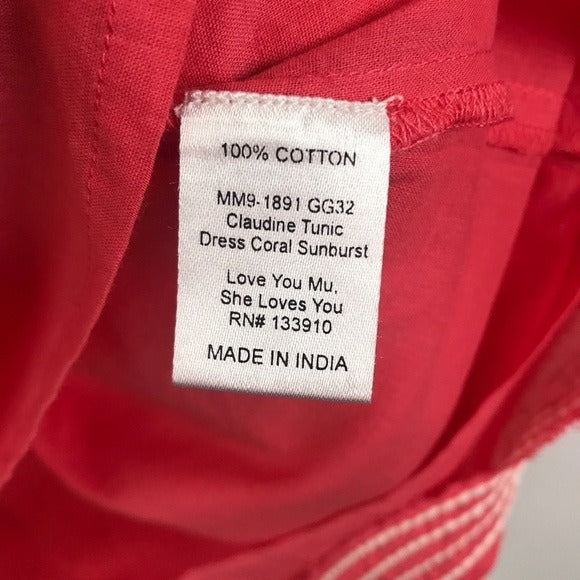 100% COTTON
MM9-1891 GG32
Claudine Tunic
Dress Coral Sunburst
Love You Mu,
She Loves You
RN# 133910
MADE IN INDIA